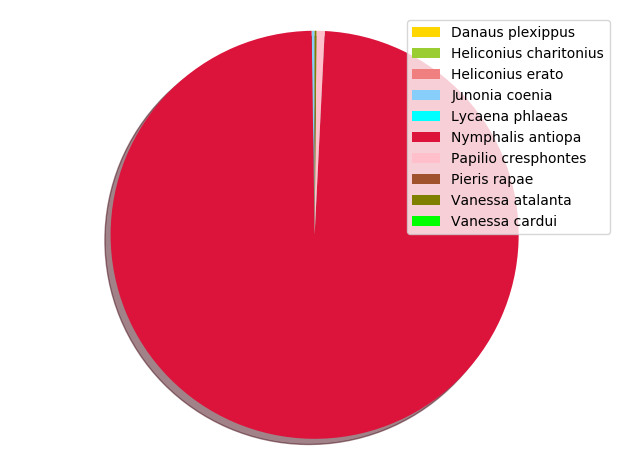 Danaus plexippus
Heliconius charitonius
Heliconius erato
Junonia coenia
Lycaena phlaeas
Nymphalis antiopa
Papilio cresphontes
Pieris rapae
Vanessa atalanta
Vanessa cardui